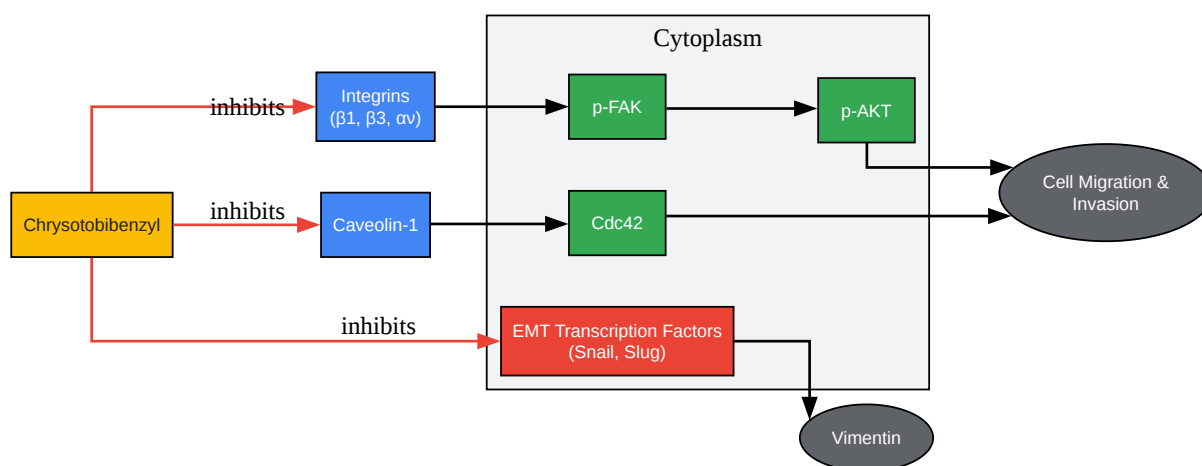 Cytoplasm
inhibits
Integrins
(β1, β3, αν)
p-FAK
p-AKT
Cell Migration &
Invasion
Chrysotobibenzyl
inhibits
Caveolin-1
Cdc42
inhibits
EMT Transcription Factors
(Snail, Slug)
Vimentin